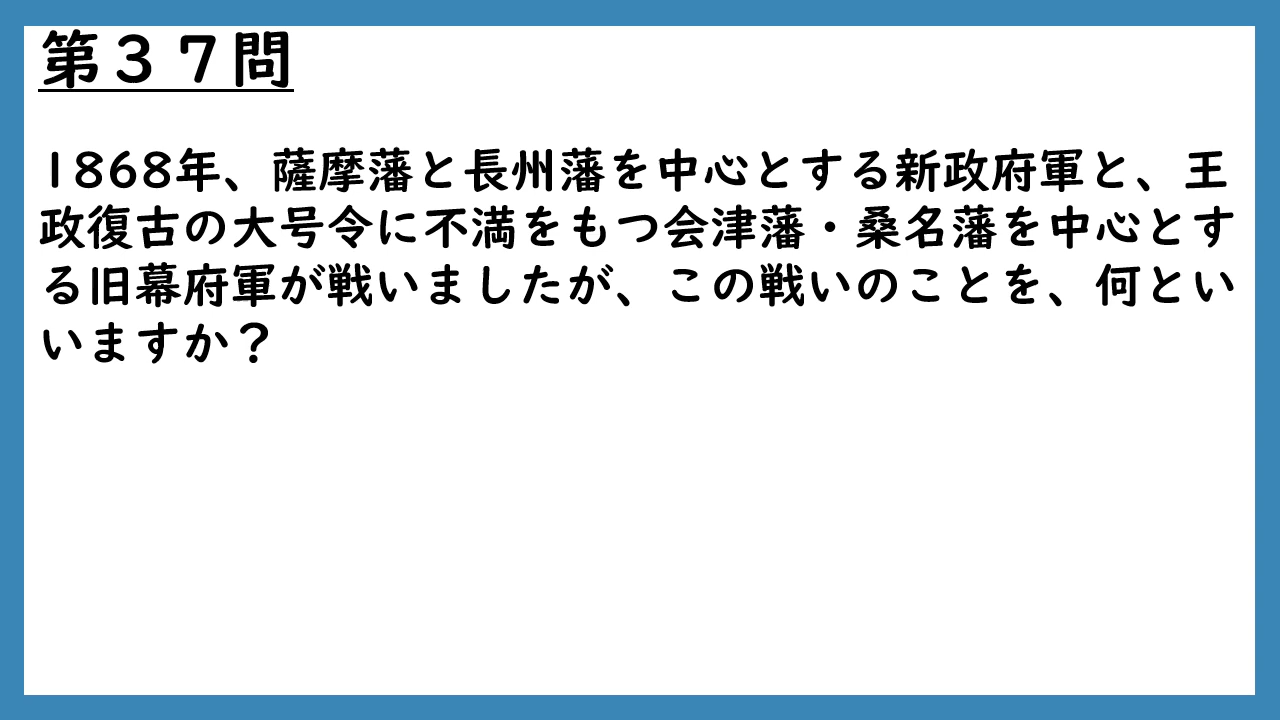 第３７問
1868年、薩摩藩と長州藩を中心とする新政府軍と、王
政復古の大号令に不満をもつ会津藩・桑名藩を中心とす
る旧幕府軍が戦いましたが、この戦いのことを、何とい
いますか？